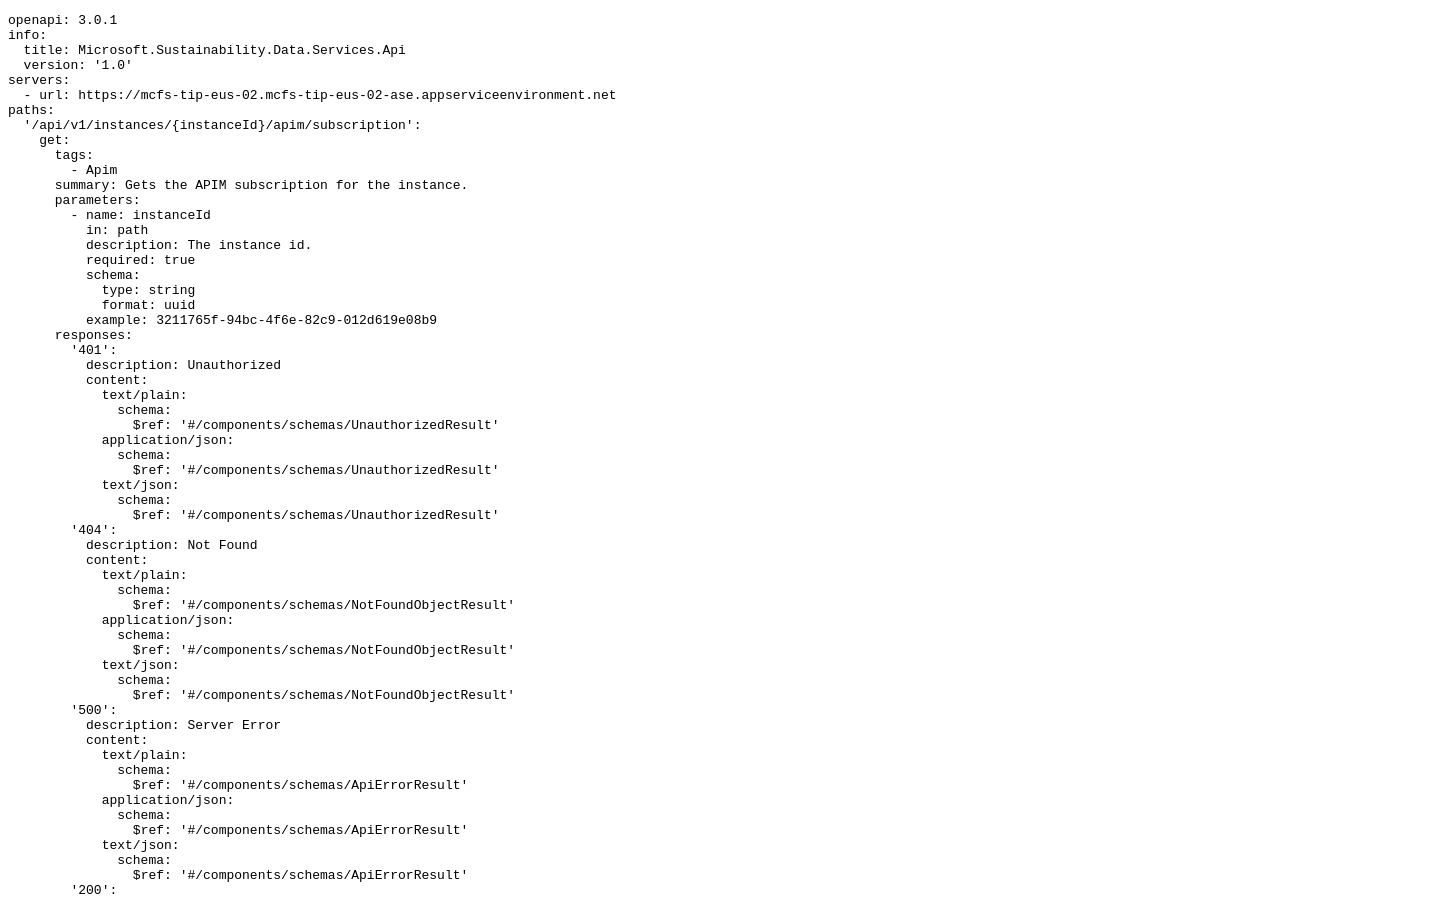 openapi: 3.0.1
info:
  title: Microsoft.Sustainability.Data.Services.Api
  version: '1.0'
servers:
  - url: https://mcfs-tip-eus-02.mcfs-tip-eus-02-ase.appserviceenvironment.net
paths:
  '/api/v1/instances/{instanceId}/apim/subscription':
    get:
      tags:
        - Apim
      summary: Gets the APIM subscription for the instance.
      parameters:
        - name: instanceId
          in: path
          description: The instance id.
          required: true
          schema:
            type: string
            format: uuid
          example: 3211765f-94bc-4f6e-82c9-012d619e08b9
      responses:
        '401':
          description: Unauthorized
          content:
            text/plain:
              schema:
                $ref: '#/components/schemas/UnauthorizedResult'
            application/json:
              schema:
                $ref: '#/components/schemas/UnauthorizedResult'
            text/json:
              schema:
                $ref: '#/components/schemas/UnauthorizedResult'
        '404':
          description: Not Found
          content:
            text/plain:
              schema:
                $ref: '#/components/schemas/NotFoundObjectResult'
            application/json:
              schema:
                $ref: '#/components/schemas/NotFoundObjectResult'
            text/json:
              schema:
                $ref: '#/components/schemas/NotFoundObjectResult'
        '500':
          description: Server Error
          content:
            text/plain:
              schema:
                $ref: '#/components/schemas/ApiErrorResult'
            application/json:
              schema:
                $ref: '#/components/schemas/ApiErrorResult'
            text/json:
              schema:
                $ref: '#/components/schemas/ApiErrorResult'
        '200':